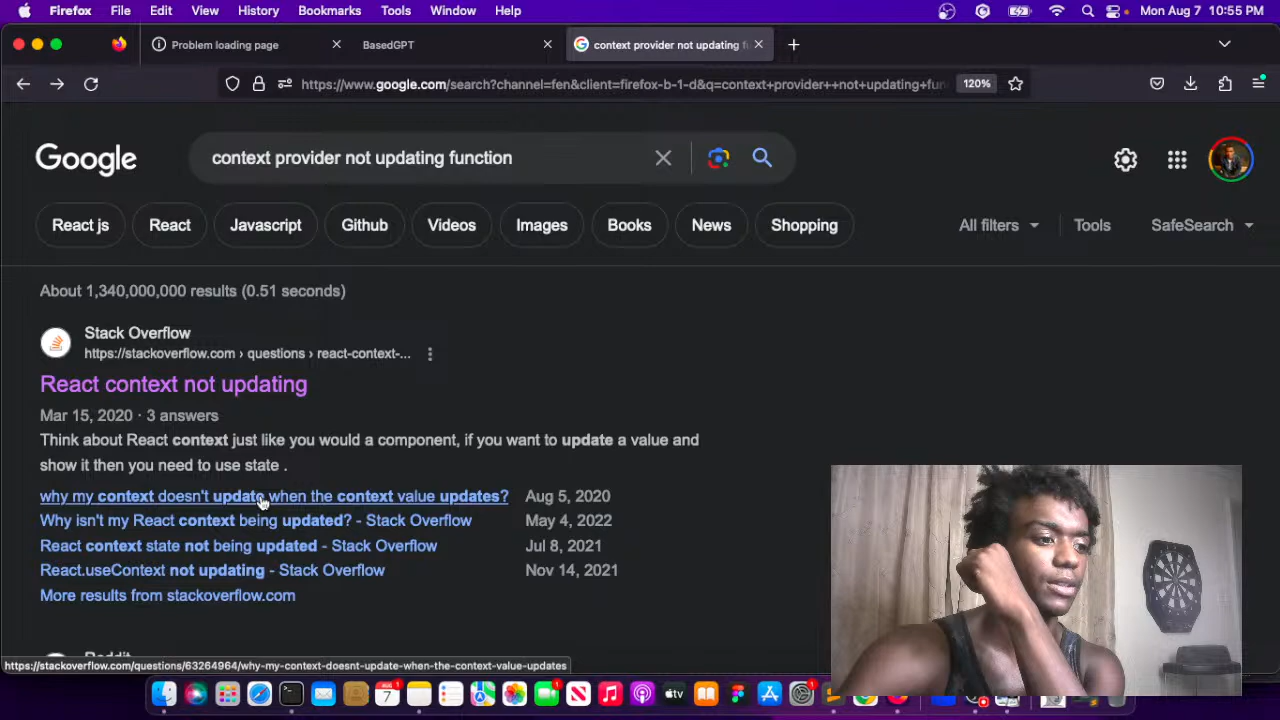 Firefox File Edit View History Bookmarks Tools Window Help Mon Aug 7 10:55 PM
Problem loading page
BasedGPT
context provider not updating f
https://www.google.com/search?channel=fen&client=firefox-b-1-d&q=context+provider++not+updating+fun
120%
Google
context provider not updating function
React js
React
Javascript
Github
Videos
Images
Books
News
Shopping
All filters
Tools
SafeSearch
About 1,340,000,000 results (0.51 seconds)
Stack Overflow
https://stackoverflow.com › questions › react-context-...
React context not updating
Mar 15, 2020 · 3 answers
Think about React context just like you would a component, if you want to update a value and
show it then you need to use state .
why my context doesn't update when the context value updates? Aug 5, 2020
Why isn't my React context being updated? - Stack Overflow May 4, 2022
React context state not being updated - Stack Overflow Jul 8, 2021
React.useContext not updating - Stack Overflow Nov 14, 2021
More results from stackoverflow.com
Reddit
https://stackoverflow.com/questions/63264964/why-my-context-doesnt-update-when-the-context-value-updates
7
tv